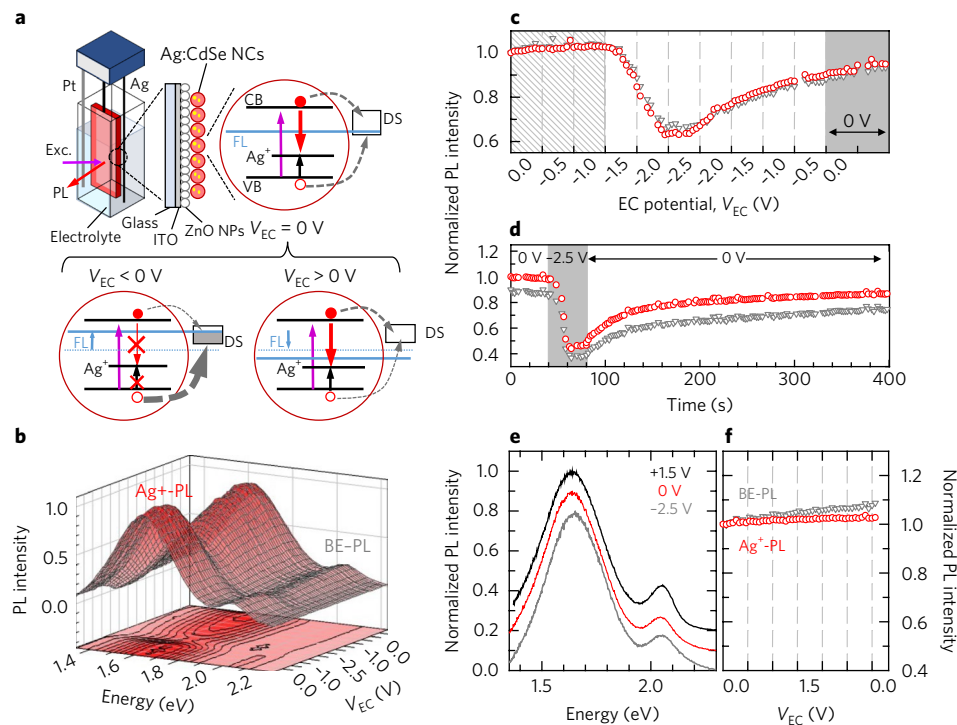 a
Pt
Ag
Ag:CdSe NCs
CB
DS
FL
Ag+
VB
Exc.
PL
Electrolyte
Glass
ITO
ZnO NPs
VEC = 0 V
VEC < 0 V
VEC > 0 V
FL
DS
Ag+
FL
DS
Ag+
b
Ag+-PL
BE-PL
PL intensity
1.0
0.5
0.0
1.4
1.6
1.8
2.0
2.2
Energy (eV)
0.0
-1.0
-2.5
-1.0
0.0
VEC (V)
c
Normalized PL intensity
1.0
0.8
0.6
0 V
0.0
-0.5
-1.0
-1.5
-2.0
-2.5
-2.0
-1.5
-1.0
-0.5
0.0
EC potential, VEC (V)
d
0 V
-2.5 V
0 V
1.2
1.0
0.8
0.6
0.4
0
100
200
300
400
Time (s)
e
Normalized PL intensity
1.0
0.8
0.6
0.4
0.2
0.0
+1.5 V
0 V
−2.5 V
1.5
2.0
Energy (eV)
f
BE-PL
Ag+-PL
1.2
1.0
0.8
0.6
0.4
Normalized PL intensity
0.0
1.0
1.0
0.0
VEC (V)